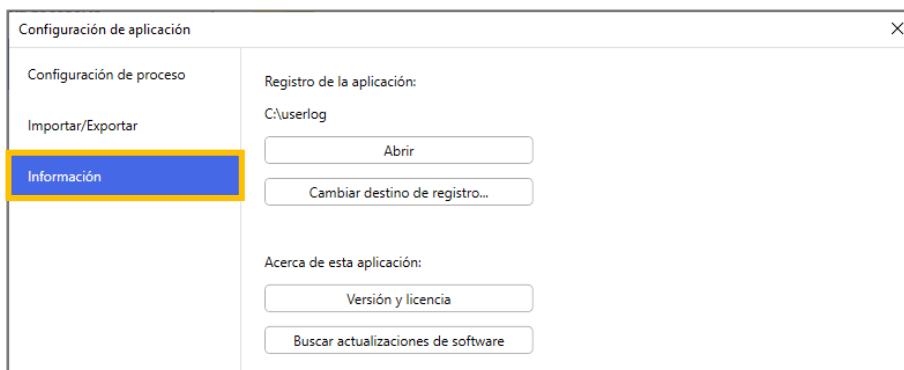 Configuración de aplicación
Configuración de proceso
Importar/Exportar
Información
Registro de la aplicación:
C:\userlog
Abrir
Cambiar destino de registro...
Acerca de esta aplicación:
Versión y licencia
Buscar actualizaciones de software